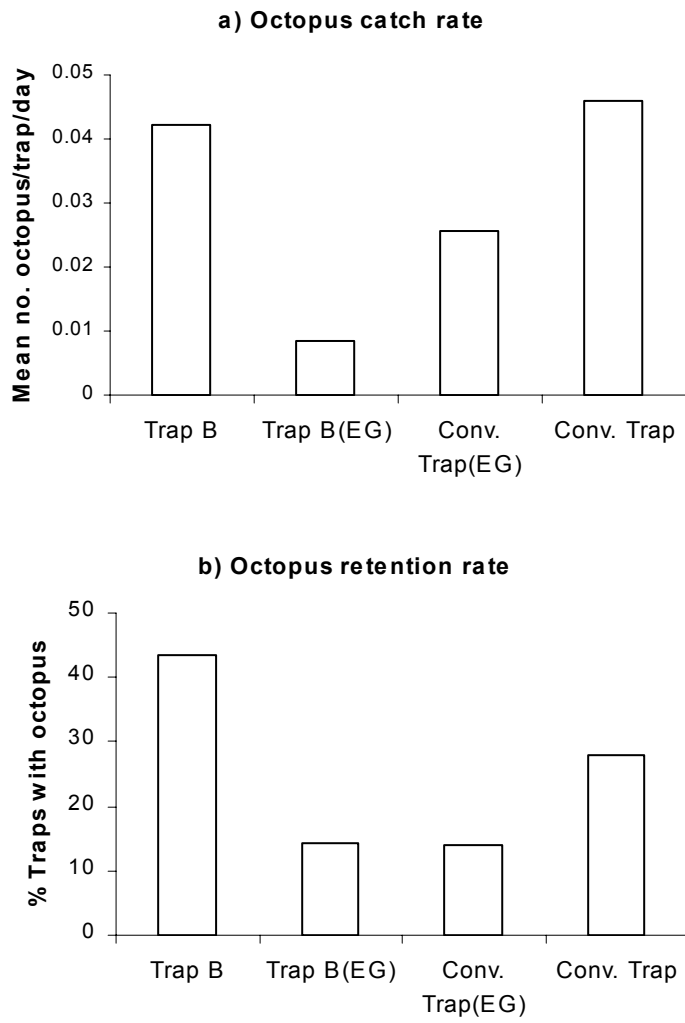 a) Octopus catch rate
Mean no. octopus/trap/day
0.05
0.04
0.03
0.02
0.01
0
Trap B Trap B(EG) Conv. Conv. Trap
Trap(EG)
b) Octopus retention rate
% Traps with octopus
50
40
30
20
10
0
Trap B Trap B(EG) Conv. Conv. Trap
Trap(EG)